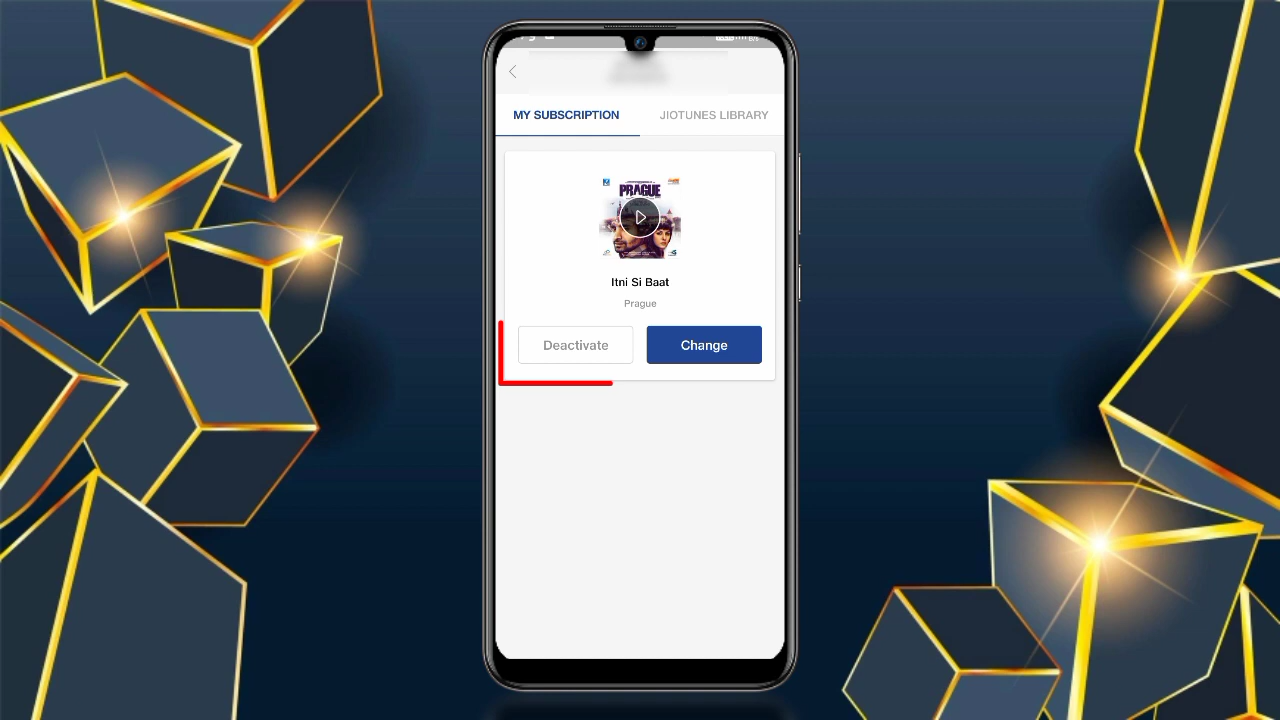 MY SUBSCRIPTION
JIOTUNES LIBRARY
PRAGUE
Itni Si Baat
Prague
Deactivate
Change